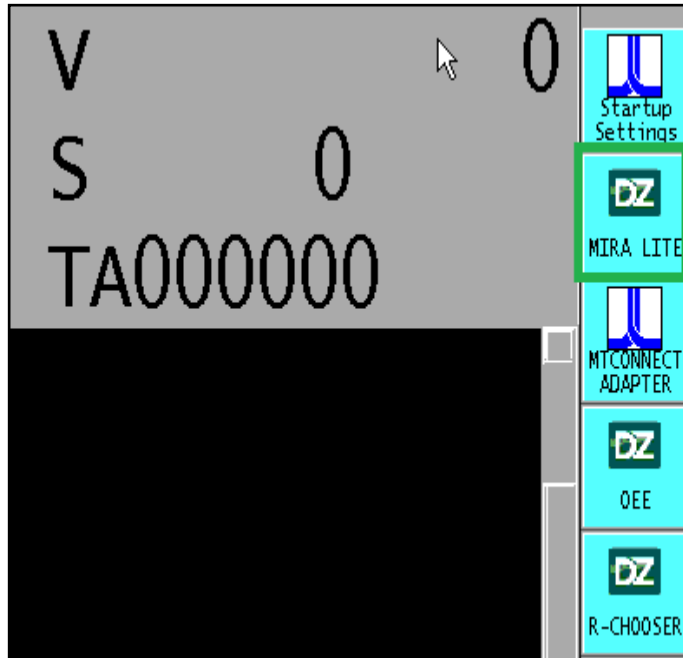 V 0
S 0
TA000000
Startup
Settings
DZ
MIRA LITE
MTCONNECT
ADAPTER
DZ
OEE
DZ
R-CHOOSER